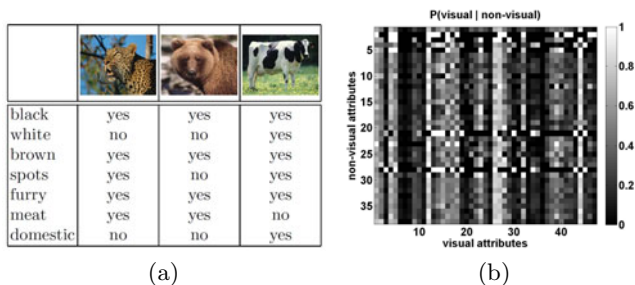 black yes yes yes
white no no yes
brown yes yes yes
spots yes no yes
furry yes yes yes
meat yes yes no
domestic no no yes
(a)
P(visual | non-visual)
non-visual attributes
5
10
15
20
25
30
35
10 20 30 40
visual attributes
1
0.8
0.6
0.4
0.2
0
(b)